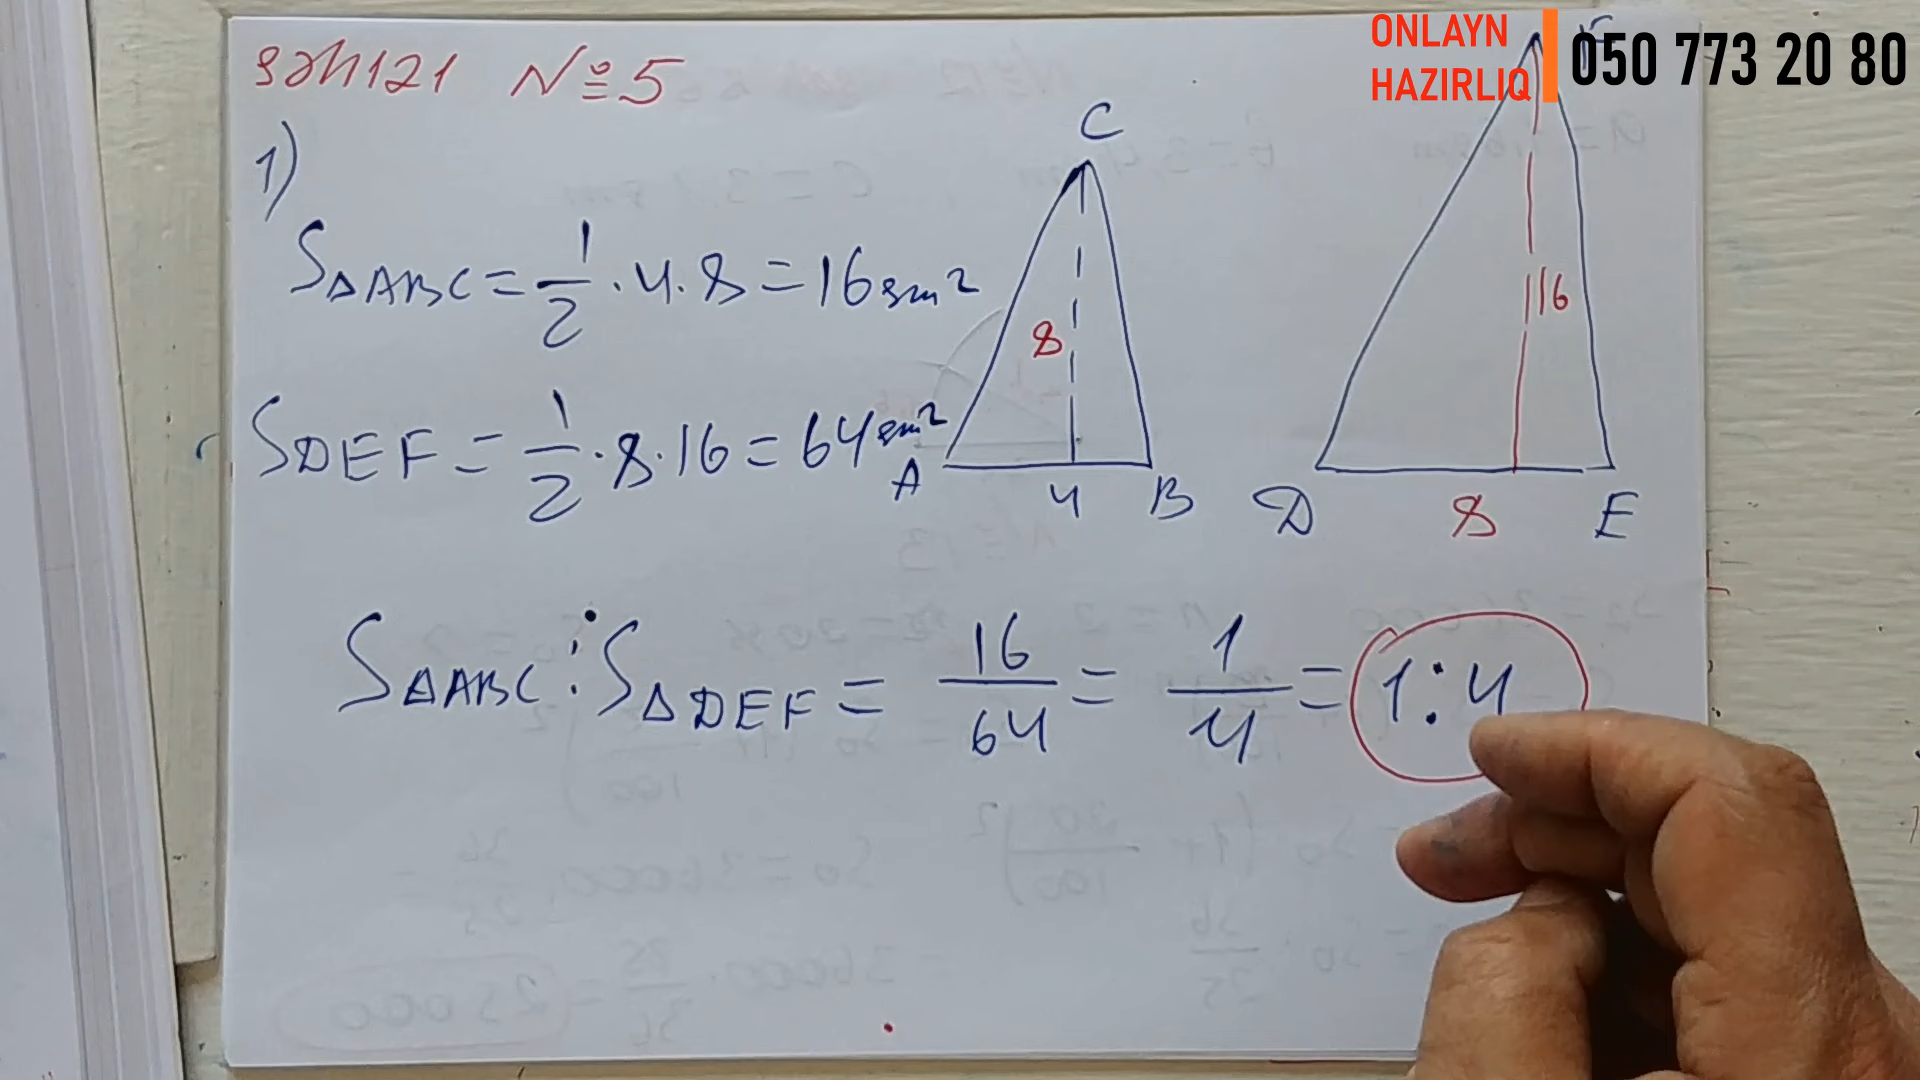 səh121 №5
1)
S△ABC = 1/2 · 4 · 8 = 16 sm²
SDEF = 1/2 · 8 · 16 = 64 sm²
S△ABC : S△DEF = 16/64 = 1/4 = 1:4
C
8
A 4 B
116
D 8 E
ONLAYN
HAZIRLIQ
050 773 20 80